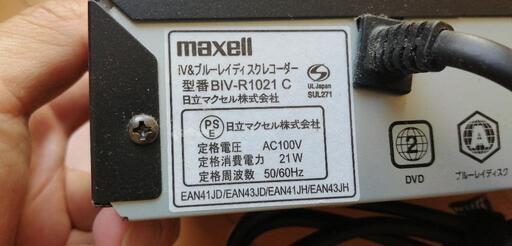 maxell
iV&ブルーレイディスクレコーダー
型番BIV-R1021 C
日立マクセル株式会社
UL Japan
SUL271
PS
E
日立マクセル株式会社
定格電圧 AC100V
定格消費電力 21W
定格周波数 50/60Hz
EAN41JD/EAN43JD/EAN41JH/EAN43JH
2
DVD
A
ブルーレイディスク